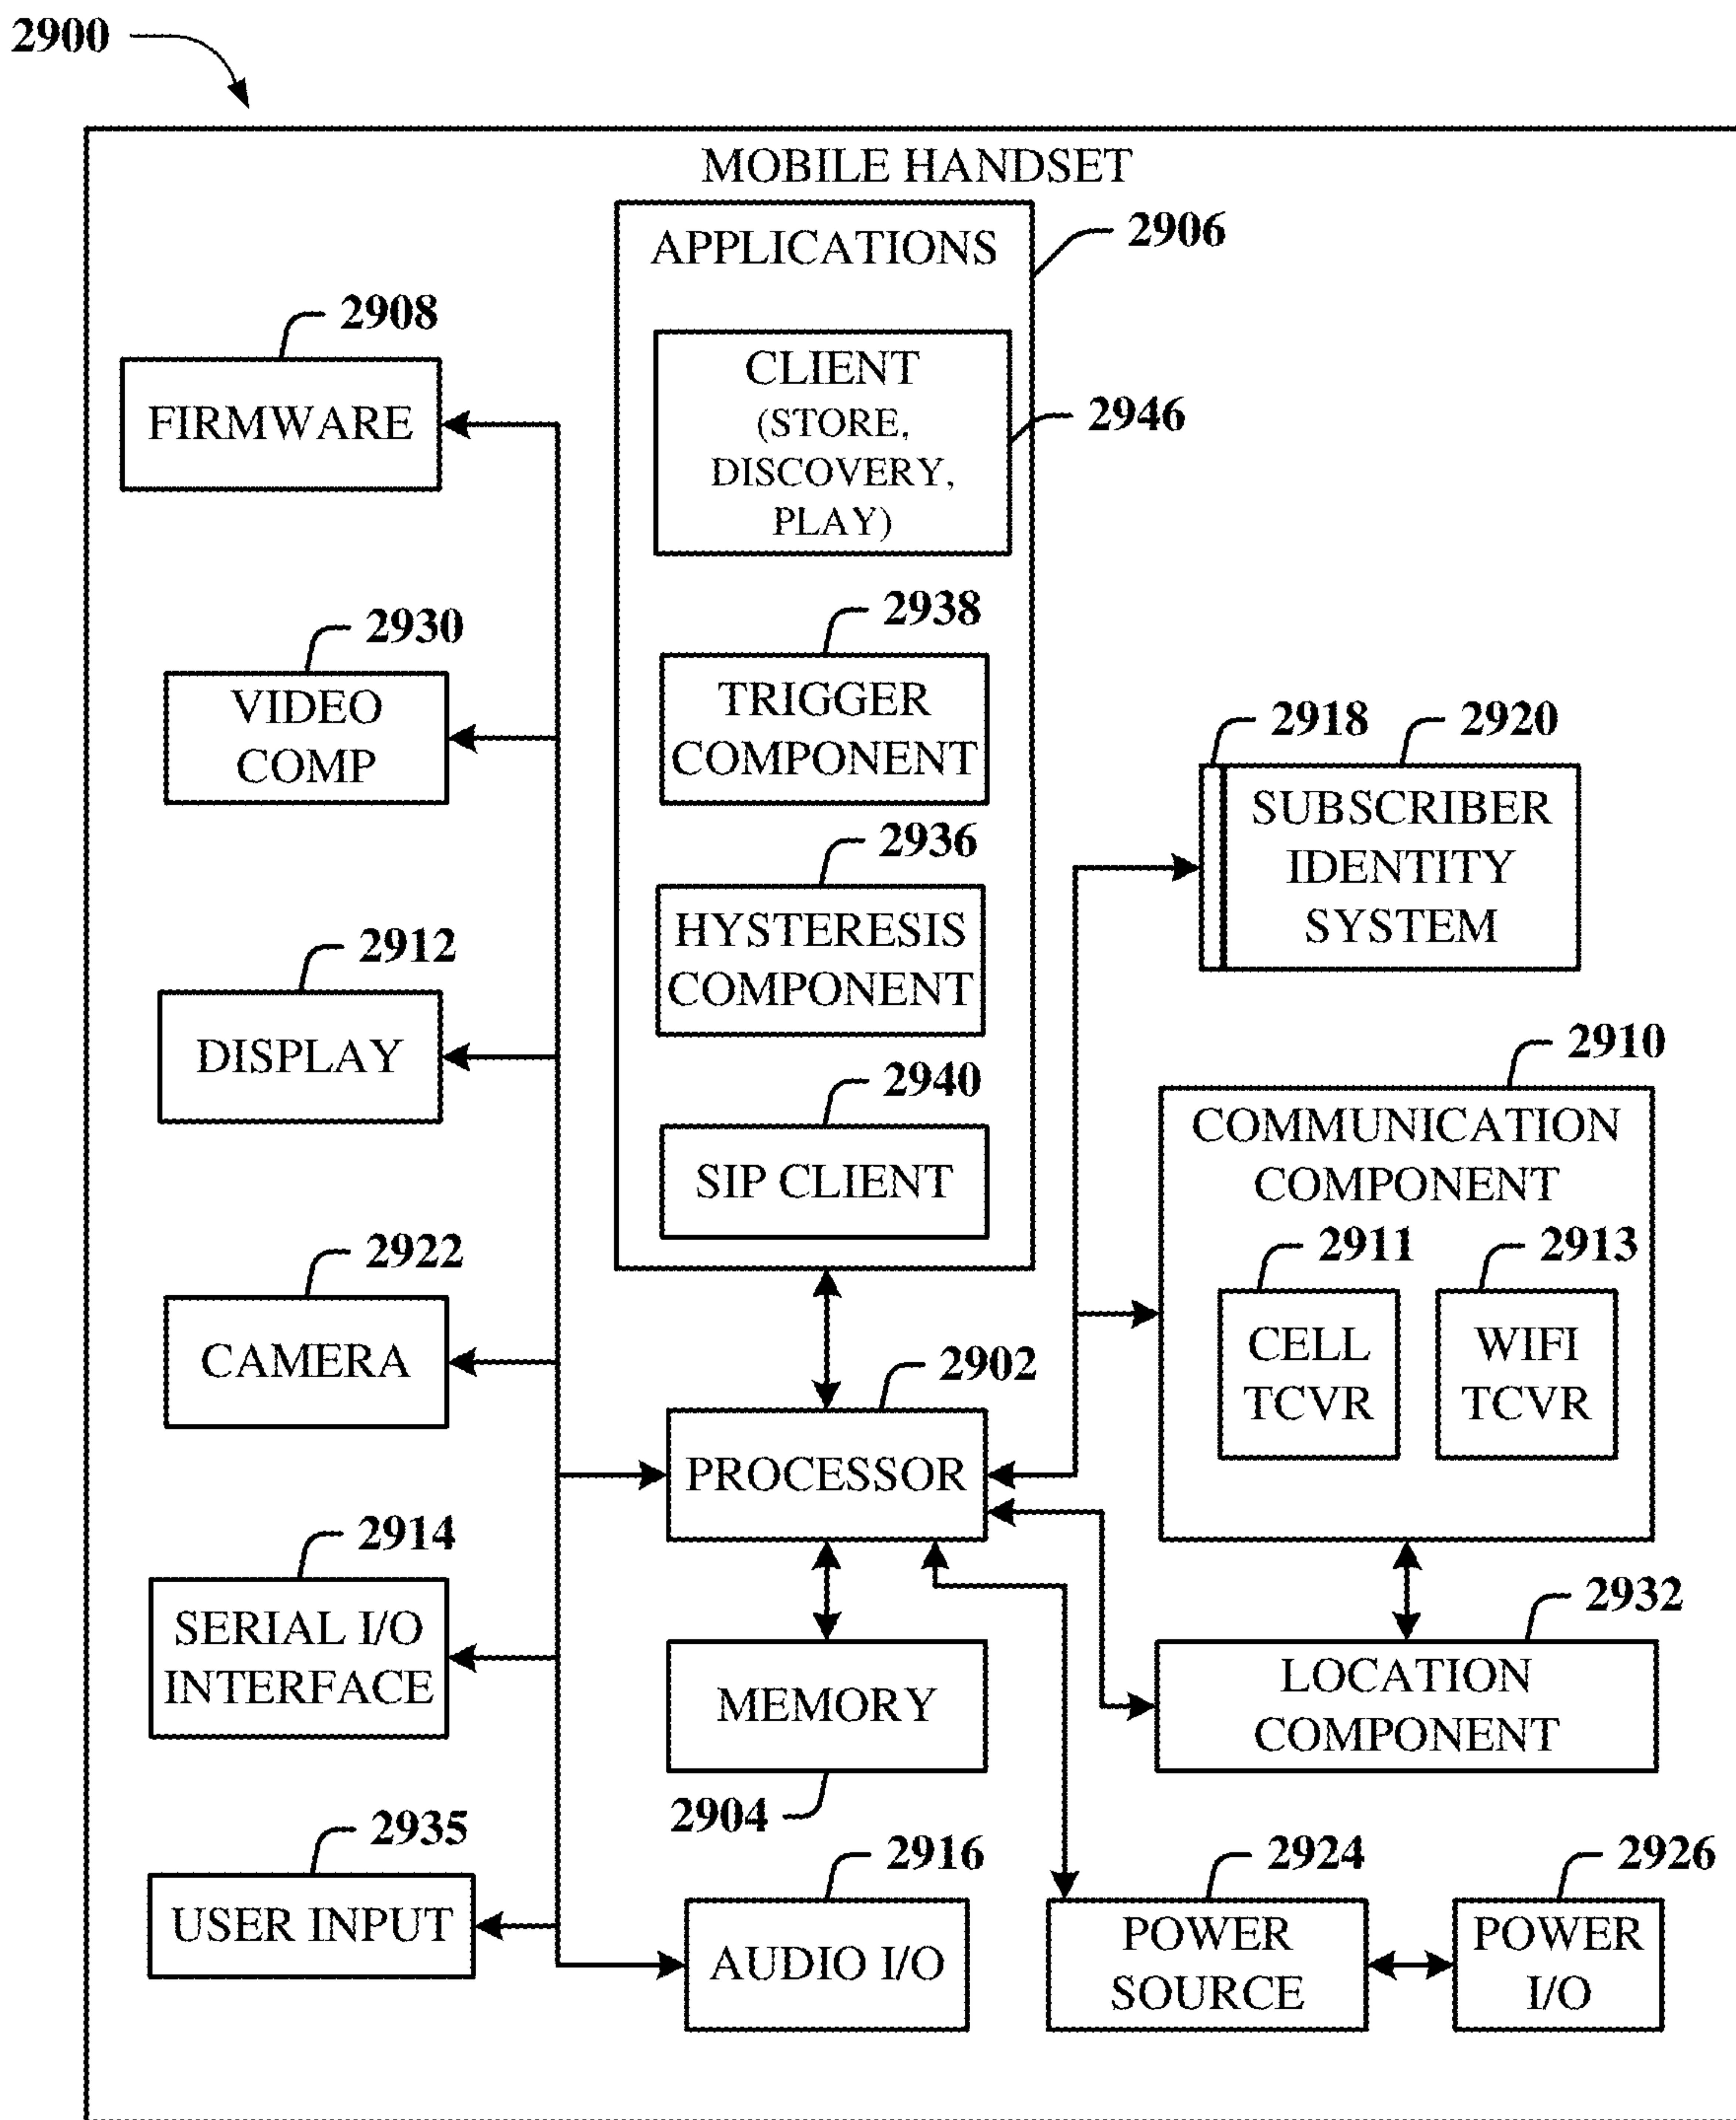 2900
MOBILE HANDSET
APPLICATIONS
2906
CLIENT
(STORE,
DISCOVERY,
PLAY)
2946
2938
TRIGGER
COMPONENT
2936
HYSTERESIS
COMPONENT
2940
SIP CLIENT
2908
FIRMWARE
2930
VIDEO
COMP
2912
DISPLAY
2922
CAMERA
2914
SERIAL I/O
INTERFACE
2935
USER INPUT
2902
PROCESSOR
MEMORY
2904
2916
AUDIO I/O
2918
2920
SUBSCRIBER
IDENTITY
SYSTEM
2910
COMMUNICATION
COMPONENT
2911
CELL
TCVR
2913
WIFI
TCVR
2932
LOCATION
COMPONENT
2924
POWER
SOURCE
2926
POWER
I/O